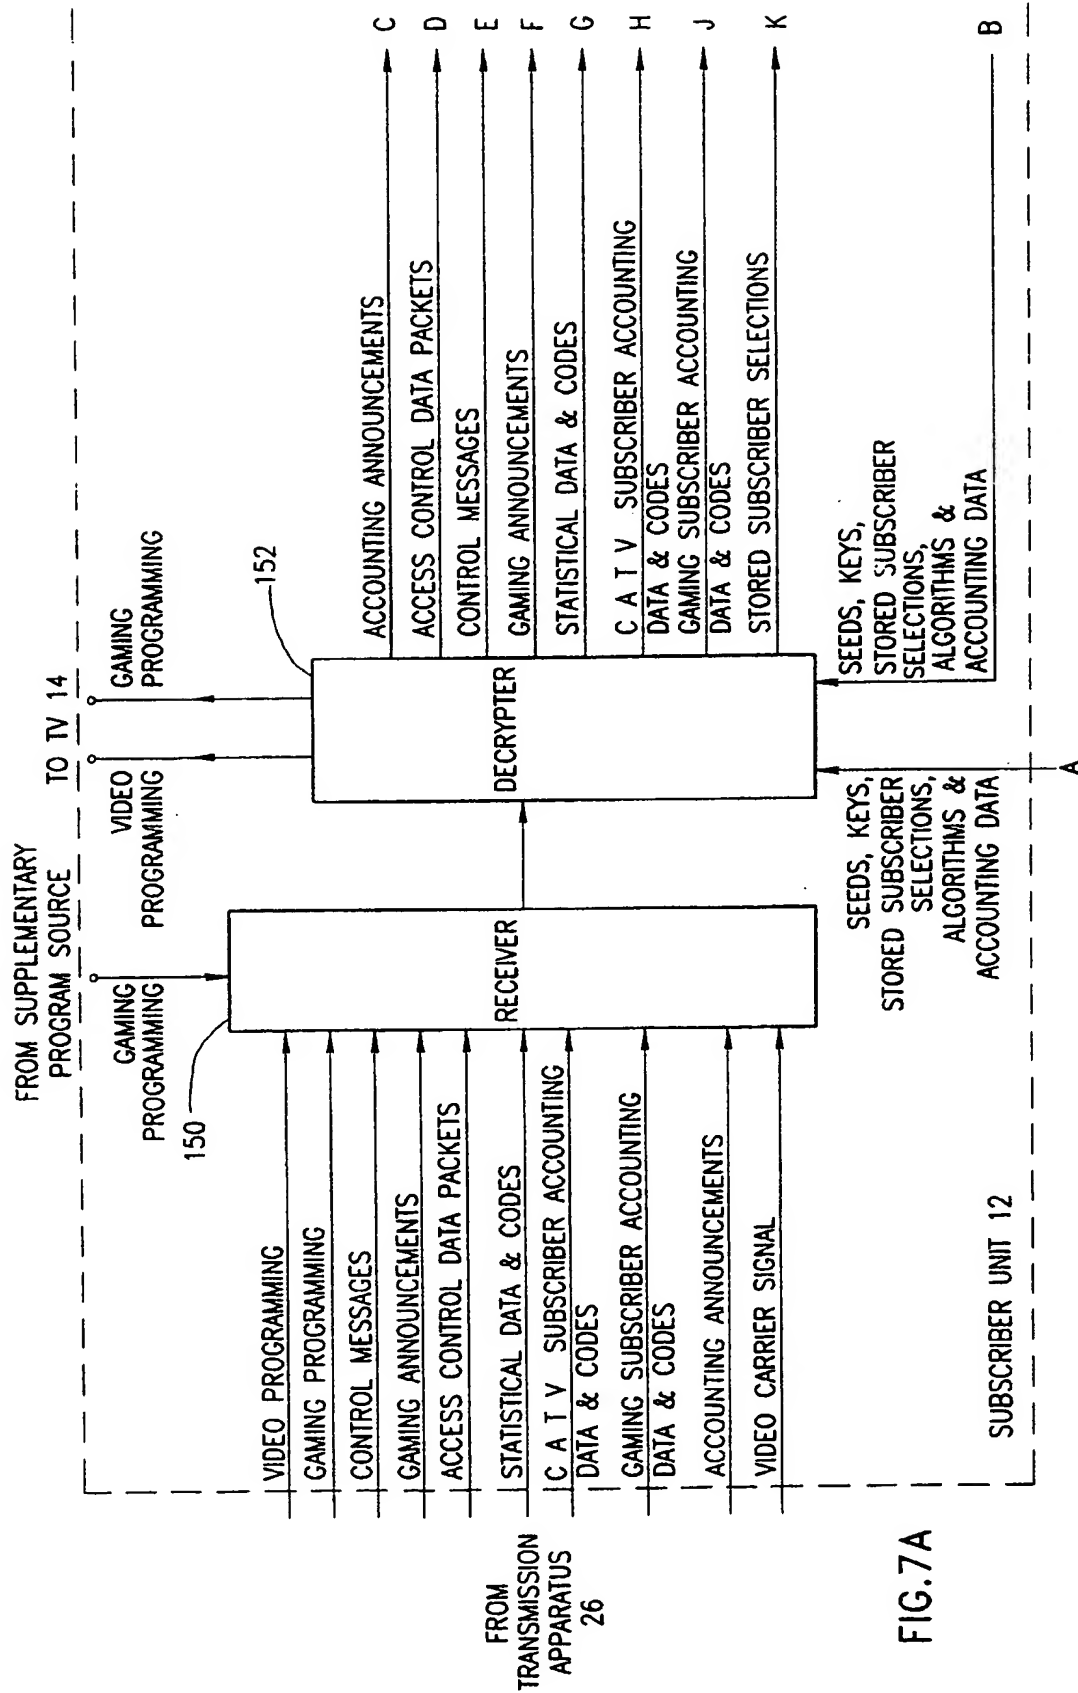 FROM SUPPLEMENTARY
PROGRAM SOURCE
TO TV 14
GAMING
PROGRAMMING
VIDEO
PROGRAMMING
GAMING
PROGRAMMING
150
152
RECEIVER
DECRYPTER
FROM
TRANSMISSION
APPARATUS
26
VIDEO PROGRAMMING
GAMING PROGRAMMING
CONTROL MESSAGES
GAMING ANNOUNCEMENTS
ACCESS CONTROL DATA PACKETS
STATISTICAL DATA & CODES
C A T V SUBSCRIBER ACCOUNTING
DATA & CODES
GAMING SUBSCRIBER ACCOUNTING
DATA & CODES
ACCOUNTING ANNOUNCEMENTS
VIDEO CARRIER SIGNAL
ACCOUNTING ANNOUNCEMENTS
C
ACCESS CONTROL DATA PACKETS
D
CONTROL MESSAGES
E
GAMING ANNOUNCEMENTS
F
STATISTICAL DATA & CODES
G
C A T V SUBSCRIBER ACCOUNTING
DATA & CODES
H
GAMING SUBSCRIBER ACCOUNTING
DATA & CODES
J
STORED SUBSCRIBER SELECTIONS
K
SEEDS, KEYS,
STORED SUBSCRIBER
SELECTIONS,
ALGORITHMS &
ACCOUNTING DATA
A
SEEDS, KEYS,
STORED SUBSCRIBER
SELECTIONS,
ALGORITHMS &
ACCOUNTING DATA
B
SUBSCRIBER UNIT 12
FIG.7A